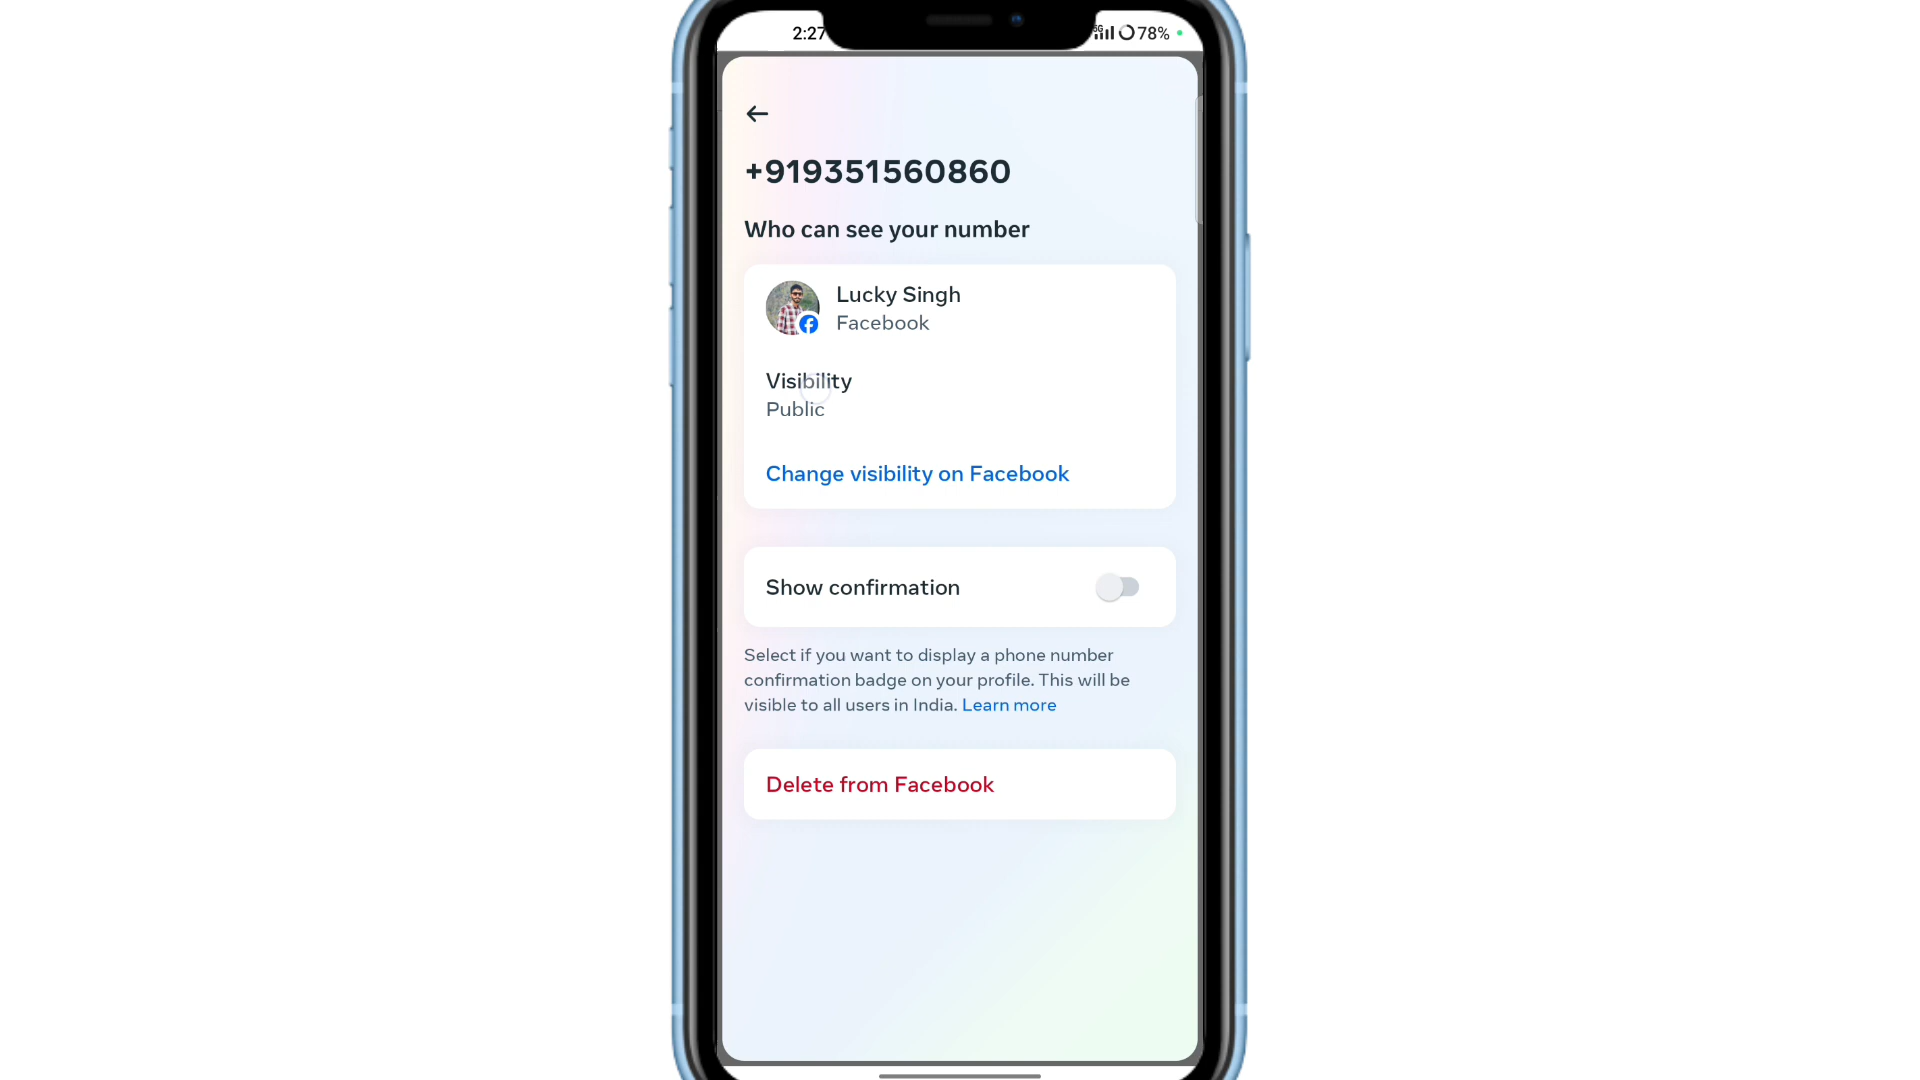 2:27
5G 78%
+919351560860
Who can see your number
Lucky Singh
Facebook
Visibility
Public
Change visibility on Facebook
Show confirmation
Select if you want to display a phone number
confirmation badge on your profile. This will be
visible to all users in India. Learn more
Delete from Facebook